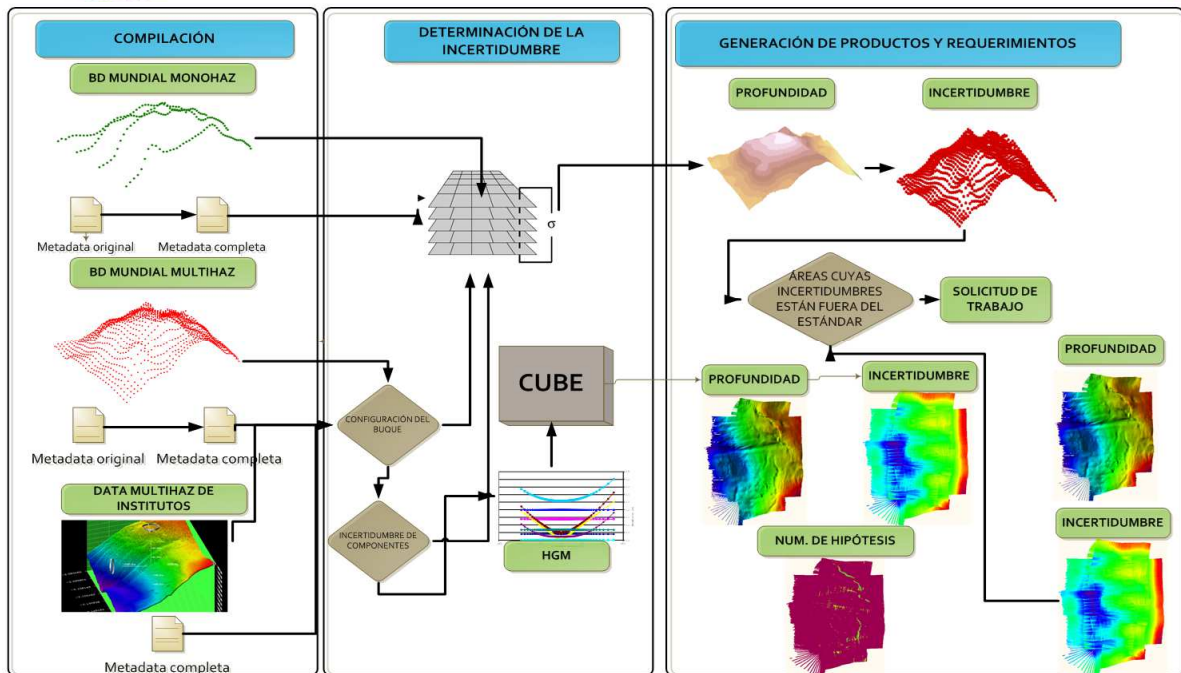 COMPILACIÓN
BD MUNDIAL MONOHAZ
Metadata original
Metadata completa
BD MUNDIAL MULTIHAZ
Metadata original
Metadata completa
DATA MULTIHAZ DE
INSTITUTOS
Metadata completa
DETERMINACIÓN DE LA
INCERTIDUMBRE
σ
CUBE
CONFIGURACIÓN DEL
BUQUE
INCERTIDUMBRE DE
COMPONENTES
HGM
GENERACIÓN DE PRODUCTOS Y REQUERIMIENTOS
PROFUNDIDAD
INCERTIDUMBRE
ÁREAS CUYAS
INCERTIDUMBRES
ESTÁN FUERA DEL
ESTÁNDAR
SOLICITUD DE
TRABAJO
PROFUNDIDAD
INCERTIDUMBRE
NUM. DE HIPÓTESIS
PROFUNDIDAD
INCERTIDUMBRE